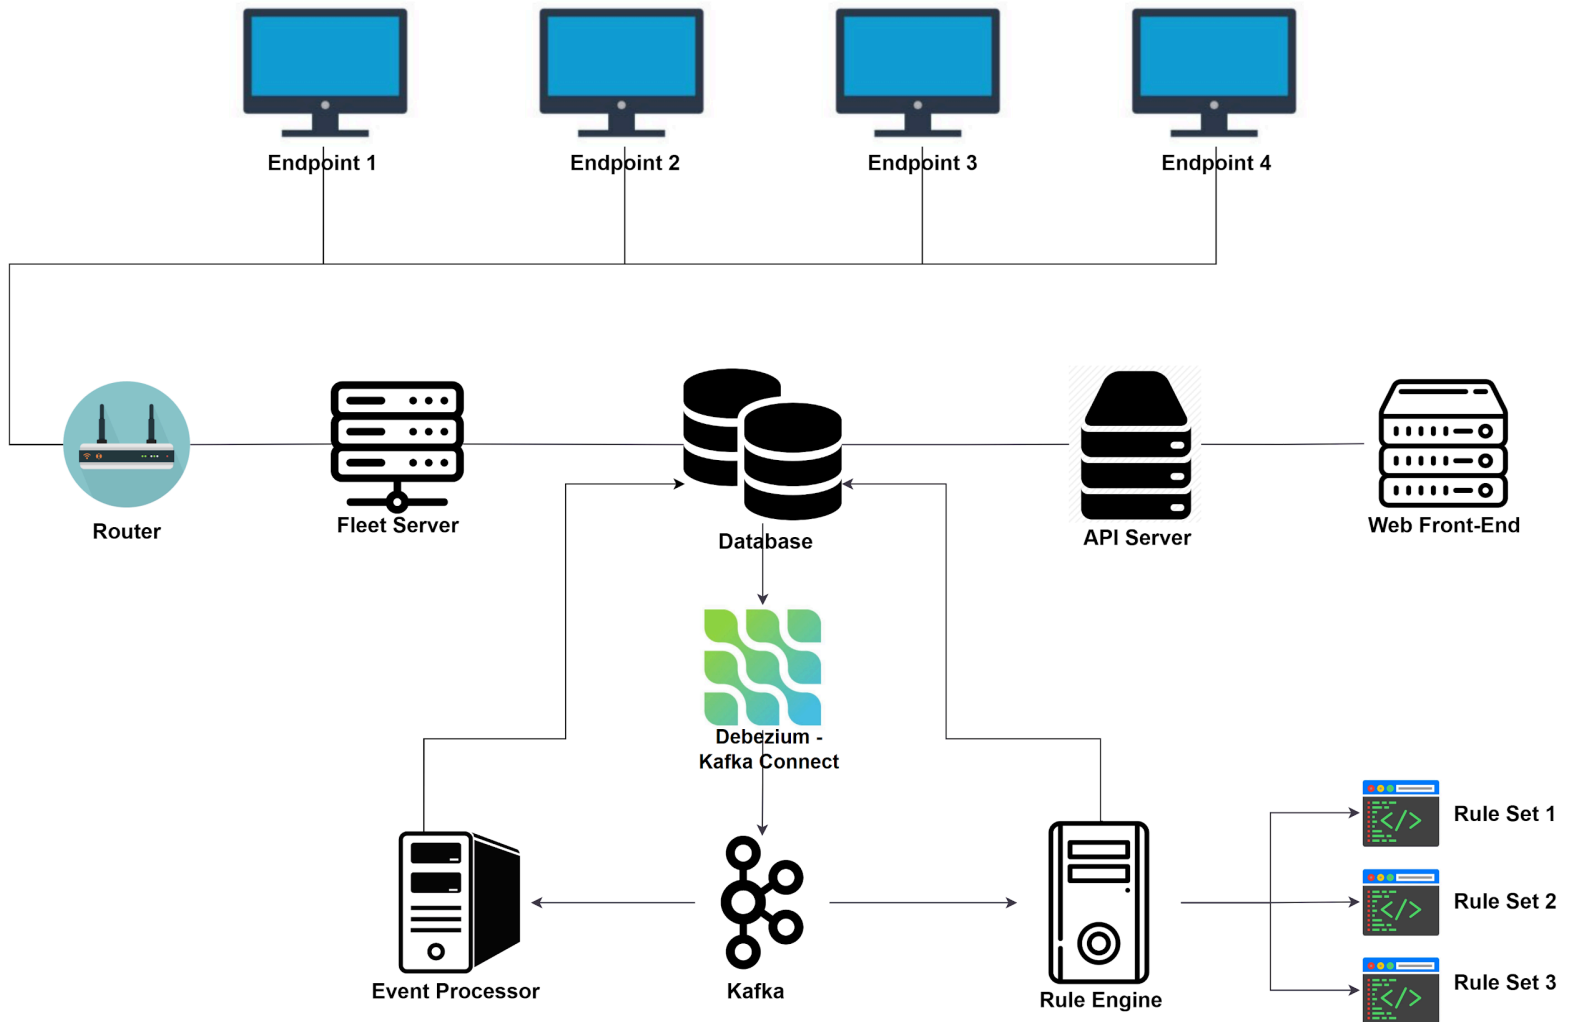 Endpoint 1
Endpoint 2
Endpoint 3
Endpoint 4
Router
Fleet Server
Database
API Server
Web Front-End
Debezium -
Kafka Connect
Event Processor
Kafka
Rule Engine
Rule Set 1
Rule Set 2
Rule Set 3